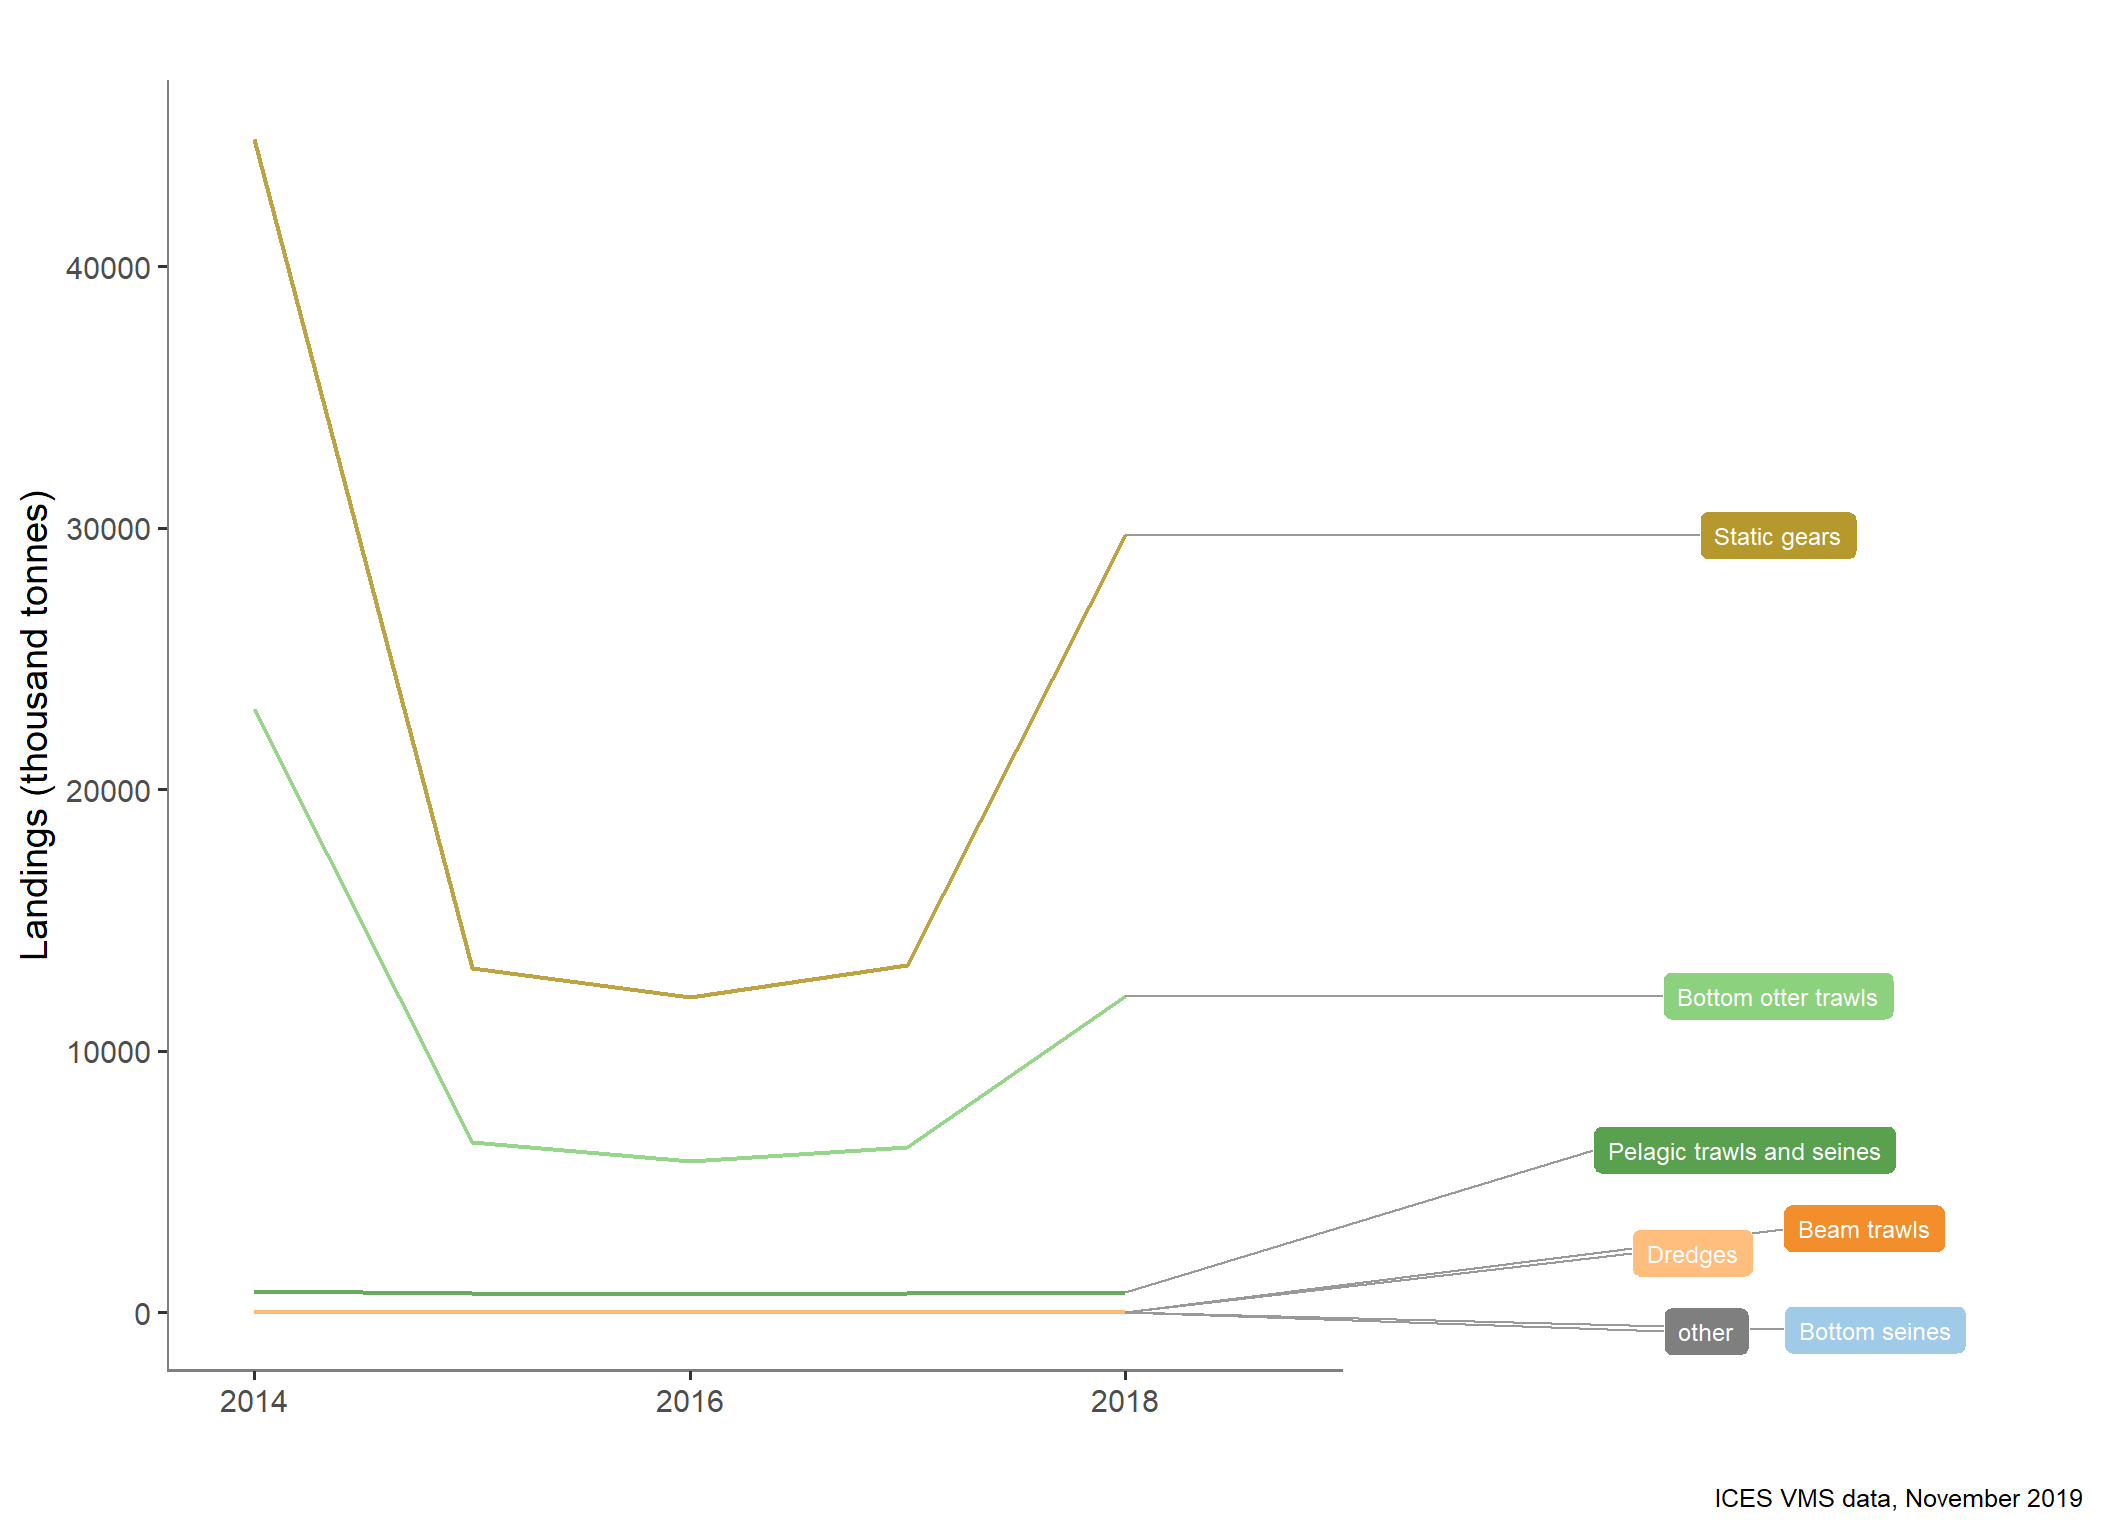 Landings (thousand tonnes)
40000
30000
20000
10000
0
2014
2016
2018
Static gears
Bottom otter trawls
Pelagic trawls and seines
Beam trawls
Dredges
other
Bottom seines
ICES VMS data, November 2019